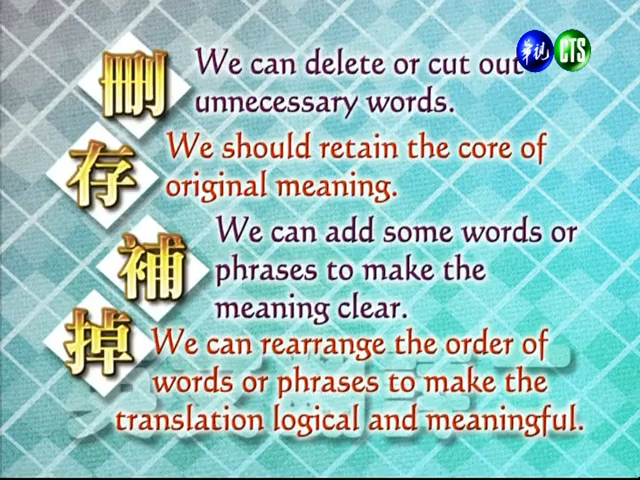 華視 CTS
刪 We can delete or cut out
unnecessary words.
存 We should retain the core of
original meaning.
補 We can add some words or
phrases to make the
meaning clear.
掉 We can rearrange the order of
words or phrases to make the
translation logical and meaningful.